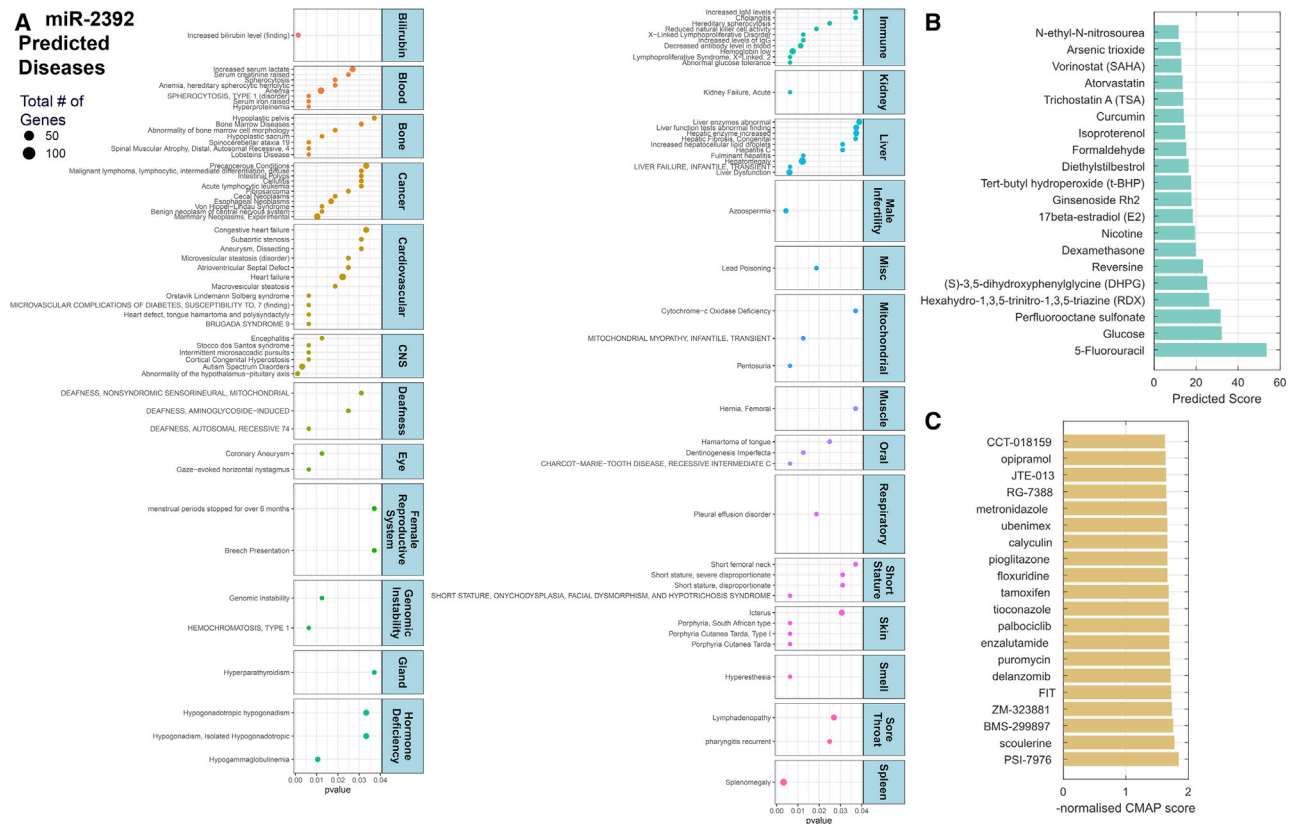 A miR-2392
Predicted
Diseases
Total # of
Genes
50
100
Increased bilirubin level (finding)
Bilirubin
Increased serum lactate
Serum creatinine raised
Spherocytosis
Anemia, hereditary spherocytic hemolytic
Anemia
SPHEROCYTOSIS, TYPE 1 (disorder)
Serum iron raised
Hyperproteinemia
Blood
Hypoplastic pelvis
Bone Marrow Diseases
Abnormality of bone marrow cell morphology
Hypoplastic sacrum
Spinocerebellar ataxia 19
Spinal Muscular Atrophy, Distal, Autosomal Recessive, 4
Lobsteins Disease
Bone
Precancerous Conditions
Malignant lymphoma, lymphocytic, intermediate differentiation, diffuse
Intestinal Polyps
Cellulitis
Acute lymphocytic leukemia
Fibrosarcoma
Cecal Neoplasms
Esophageal Neoplasms
Von Hippel-Lindau Syndrome
Benign neoplasm of central nervous system
Mammary Neoplasms, Experimental
Cancer
Congestive heart failure
Subaortic stenosis
Aneurysm, Dissecting
Microvesicular steatosis (disorder)
Atrioventricular Septal Defect
Heart failure
Macrovesicular steatosis
Orstavik Lindemann Solberg syndrome
MICROVASCULAR COMPLICATIONS OF DIABETES, SUSCEPTIBILITY TO, 7 (finding)
Heart defect, tongue hamartoma and polysyndactyly
BRUGADA SYNDROME 9
Cardiovascular
Encephalitis
Stocco dos Santos syndrome
Intermittent microsaccadic pursuits
Cortical Congenital Hyperostosis
Autism Spectrum Disorders
Abnormality of the hypothalamus-pituitary axis
CNS
DEAFNESS, NONSYNDROMIC SENSORINEURAL, MITOCHONDRIAL
DEAFNESS, AMINOGLYCOSIDE-INDUCED
DEAFNESS, AUTOSOMAL RECESSIVE 74
Deafness
Coronary Aneurysm
Gaze-evoked horizontal nystagmus
Eye
menstrual periods stopped for over 6 months
Breech Presentation
Female
Reproductive
System
Genomic Instability
HEMOCHROMATOSIS, TYPE 1
Genomic
Instability
Hyperparathyroidism
Gland
Hypogonadotropic hypogonadism
Hypogonadism, Isolated Hypogonadotropic
Hypogammaglobulinemia
Hormone
Deficiency
0.00 0.01 0.02 0.03 0.04
pvalue
Increased IgM levels
Cholangitis
Hereditary spherocytosis
Reduced natural killer cell activity
X-Linked Lymphoproliferative Disorder
Increased levels of IgG
Decreased antibody level in blood
Hemoglobin low
Lymphoproliferative Syndrome, X-Linked, 2
Abnormal glucose tolerance
Immune
Kidney Failure, Acute
Kidney
Liver enzymes abnormal
Liver function tests abnormal finding
Hepatic enzyme increased
Hepatic Fibrosis, Congenital
Increased hepatocellular lipid droplets
Hepatitis C
Fulminant hepatitis
Hepatomegaly
LIVER FAILURE, INFANTILE, TRANSIENT
Liver Dysfunction
Liver
Azoospermia
Male
Infertility
Lead Poisoning
Misc
Cytochrome-c Oxidase Deficiency
MITOCHONDRIAL MYOPATHY, INFANTILE, TRANSIENT
Pentosuria
Mitochondrial
Hernia, Femoral
Muscle
Hamartoma of tongue
Dentinogenesis Imperfecta
CHARCOT-MARIE-TOOTH DISEASE, RECESSIVE INTERMEDIATE C
Oral
Pleural effusion disorder
Respiratory
Short femoral neck
Short stature, severe disproportionate
Short stature, disproportionate
SHORT STATURE, ONYCHODYSPLASIA, FACIAL DYSMORPHISM, AND HYPOTRICHOSIS SYNDROME
Short
Stature
Icterus
Porphyria, South African type
Porphyria Cutanea Tarda, Type I
Porphyria Cutanea Tarda
Skin
Hyperesthesia
Smell
Lymphadenopathy
pharyngitis recurrent
Sore
Throat
Splenomegaly
Spleen
0.00 0.01 0.02 0.03 0.04
pvalue
B
N-ethyl-N-nitrosourea
Arsenic trioxide
Vorinostat (SAHA)
Atorvastatin
Trichostatin A (TSA)
Curcumin
Isoproterenol
Formaldehyde
Diethylstilbestrol
Tert-butyl hydroperoxide (t-BHP)
Ginsenoside Rh2
17beta-estradiol (E2)
Nicotine
Dexamethasone
Reversine
(S)-3,5-dihydroxyphenylglycine (DHPG)
Hexahydro-1,3,5-trinitro-1,3,5-triazine (RDX)
Perfluorooctane sulfonate
Glucose
5-Fluorouracil
0 20 40 60
Predicted Score
C
CCT-018159
opipramol
JTE-013
RG-7388
metronidazole
ubenimex
calyculin
pioglitazone
floxuridine
tamoxifen
tioconazole
palbociclib
enzalutamide
puromycin
delanzomib
FIT
ZM-323881
BMS-299897
scoulerine
PSI-7976
0 1 2
-normalised CMAP score